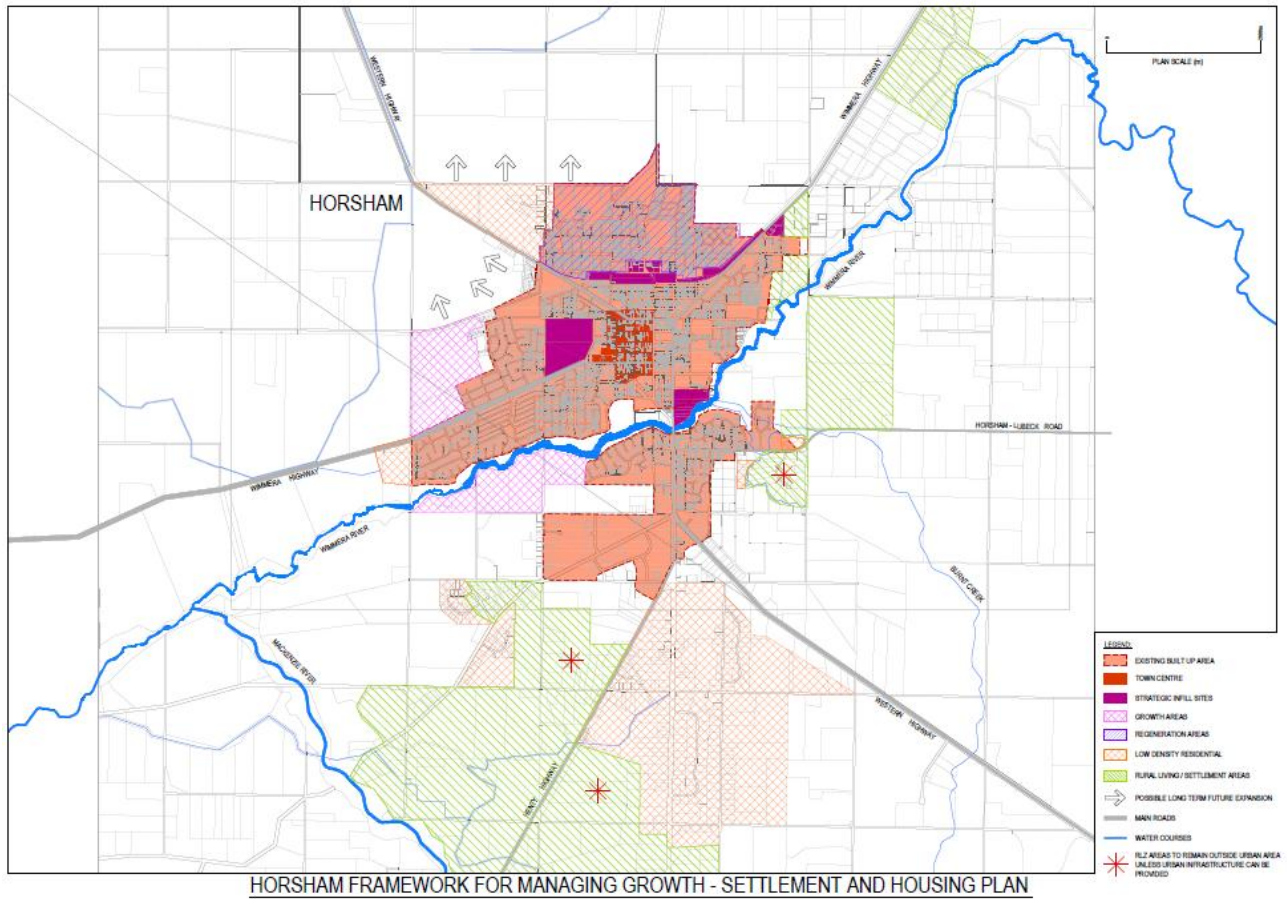 PLAN SCALE (m)
WESTERN HIGHWAY
WIMMERA HIGHWAY
HORSHAM
WIMMERA RIVER
HORSHAM - LUBECK ROAD
WIMMERA HIGHWAY
WIMMERA RIVER
BURNT CREEK
MACKENZIE RIVER
WESTERN HIGHWAY
HENTY HIGHWAY
LEGEND:
EXISTING BUILT UP AREA
TOWN CENTRE
STRATEGIC INFILL SITES
GROWTH AREAS
REGENERATION AREAS
LOW DENSITY RESIDENTIAL
RURAL LIVING / SETTLEMENT AREAS
POSSIBLE LONG TERM FUTURE EXPANSION
MAIN ROADS
WATER COURSES
RLZ AREAS TO REMAIN OUTSIDE URBAN AREA
UNLESS URBAN INFRASTRUCTURE CAN BE
PROVIDED
HORSHAM FRAMEWORK FOR MANAGING GROWTH - SETTLEMENT AND HOUSING PLAN